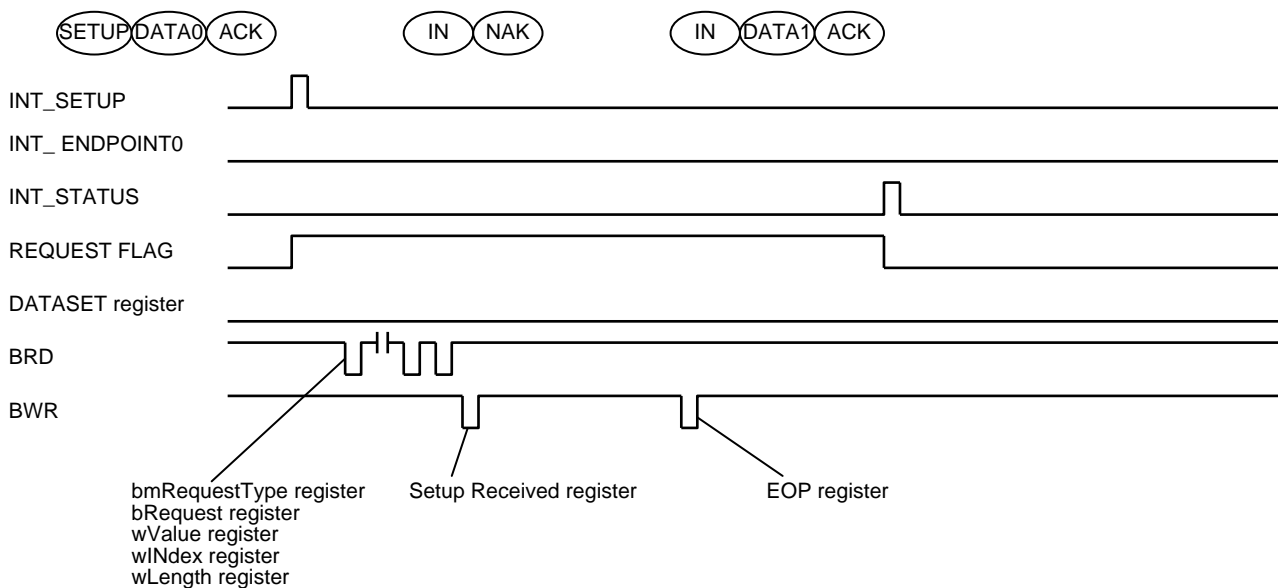 SETUP DATA0 ACK IN NAK IN DATA1 ACK
INT_SETUP
INT_ ENDPOINT0
INT_STATUS
REQUEST FLAG
DATASET register
BRD
BWR
bmRequestType register
bRequest register
wValue register
wINdex register
wLength register
Setup Received register
EOP register